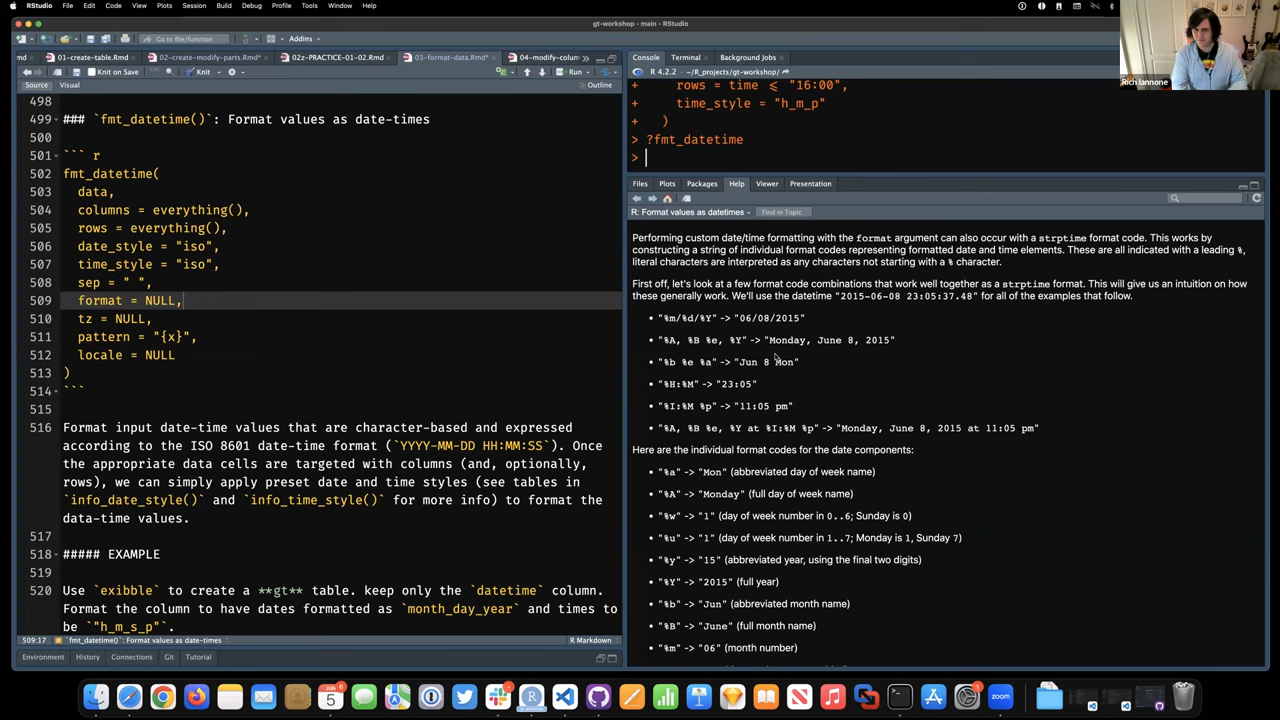 RStudio File Edit Code View Plots Session Build Debug Profile Tools Window Help
gt-workshop - main - RStudio
Go to file/function Addins
md 01-create-table.Rmd 02-create-modify-parts.Rmd* 02z-PRACTICE-01-02.Rmd 03-format-data.Rmd* 04-modify-colum
Knit on Save Knit Run
Source Visual Outline
498
499 ### `fmt_datetime()`: Format values as date-times
500
501 ``` r
502 fmt_datetime(
503 data,
504 columns = everything(),
505 rows = everything(),
506 date_style = "iso",
507 time_style = "iso",
508 sep = " ",
509 format = NULL,
510 tz = NULL,
511 pattern = "{x}",
512 locale = NULL
513 )
514 ```
515
516 Format input date-time values that are character-based and expressed
according to the ISO 8601 date-time format (`YYYY-MM-DD HH:MM:SS`). Once
the appropriate data cells are targeted with columns (and, optionally,
rows), we can simply apply preset date and time styles (see tables in
`info_date_style()` and `info_time_style()` for more info) to format the
data-time values.
517
518 ##### EXAMPLE
519
520 Use `exibble` to create a **gt** table. keep only the `datetime` column.
Format the column to have dates formatted as `month_day_year` and times to
be `"h_m_s_p"`.
509:17 `fmt_datetime()`: Format values as date-times R Markdown
Environment History Connections Git Tutorial
Console Terminal Background Jobs
R 4.2.2 · ~/R_projects/gt-workshop/
+ rows = time <= "16:00",
+ time_style = "h_m_p"
+ )
> ?fmt_datetime
>
Files Plots Packages Help Viewer Presentation
R: Format values as datetimes Find in Topic
Performing custom date/time formatting with the format argument can also occur with a strptime format code. This works by
constructing a string of individual format codes representing formatted date and time elements. These are all indicated with a leading %,
literal characters are interpreted as any characters not starting with a % character.
First off, let's look at a few format code combinations that work well together as a strptime format. This will give us an intuition on how
these generally work. We'll use the datetime "2015-06-08 23:05:37.48" for all of the examples that follow.
• "%m/%d/%Y" -> "06/08/2015"
• "%A, %B %e, %Y" -> "Monday, June 8, 2015"
• "%b %e %a" -> "Jun 8 Mon"
• "%H:%M" -> "23:05"
• "%I:%M %p" -> "11:05 pm"
• "%A, %B %e, %Y at %I:%M %p" -> "Monday, June 8, 2015 at 11:05 pm"
Here are the individual format codes for the date components:
• "%a" -> "Mon" (abbreviated day of week name)
• "%A" -> "Monday" (full day of week name)
• "%w" -> "1" (day of week number in 0..6; Sunday is 0)
• "%u" -> "1" (day of week number in 1..7; Monday is 1, Sunday 7)
• "%y" -> "15" (abbreviated year, using the final two digits)
• "%Y" -> "2015" (full year)
• "%b" -> "Jun" (abbreviated month name)
• "%B" -> "June" (full month name)
• "%m" -> "06" (month number)
Rich Iannone
JUN
5
zoom